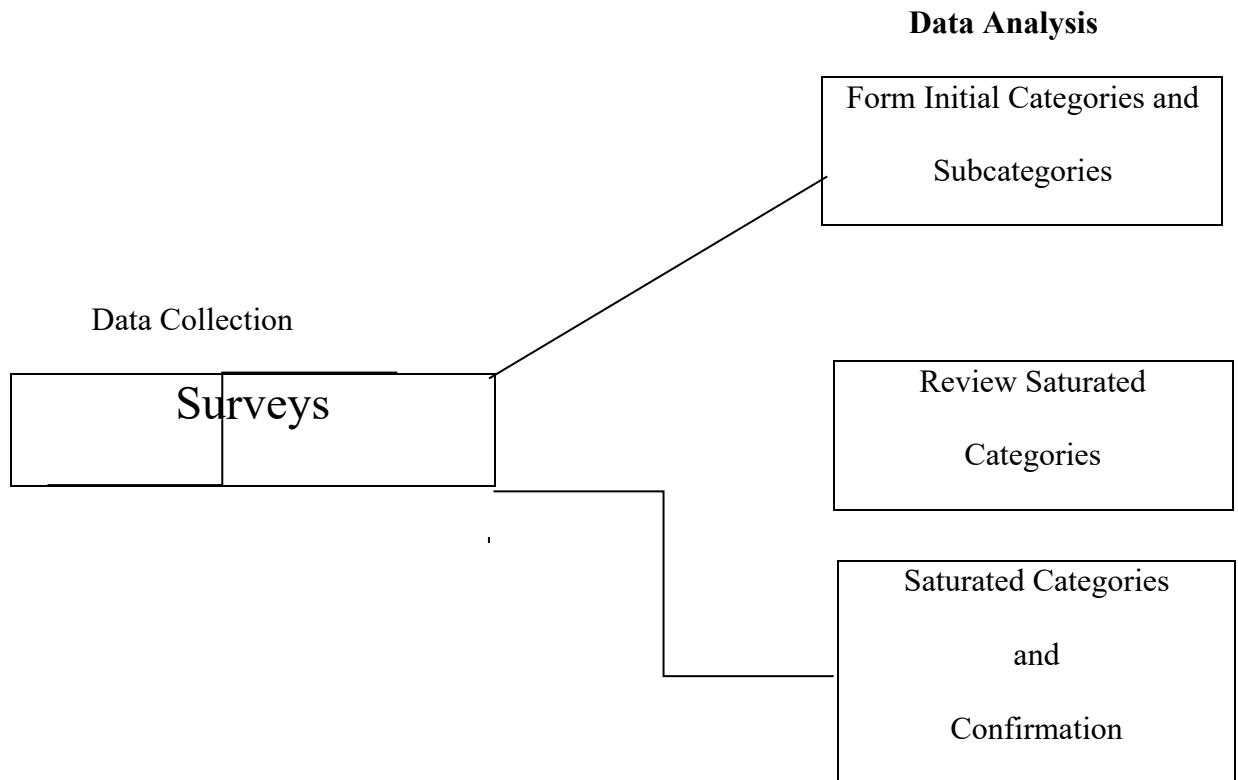 Data Analysis
Form Initial Categories and
Subcategories
Data Collection
Surveys
Review Saturated
Categories
Saturated Categories
and
Confirmation